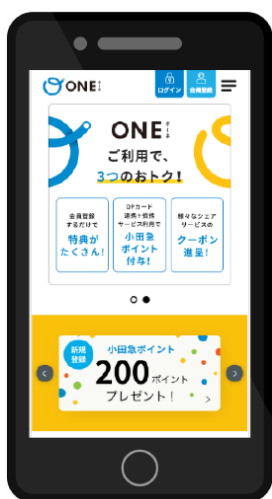 ONE
ログイン
会員登録
ONE オーネ
ご利用で、
3つのおトク!
会員登録
するだけで
特典が
たくさん!
OPカード
連携+提携
サービス利用で
小田急
ポイント
付与!
様々なシェア
サービスの
クーポン
進呈!
新規
登録
小田急ポイント
200ポイント
プレゼント!